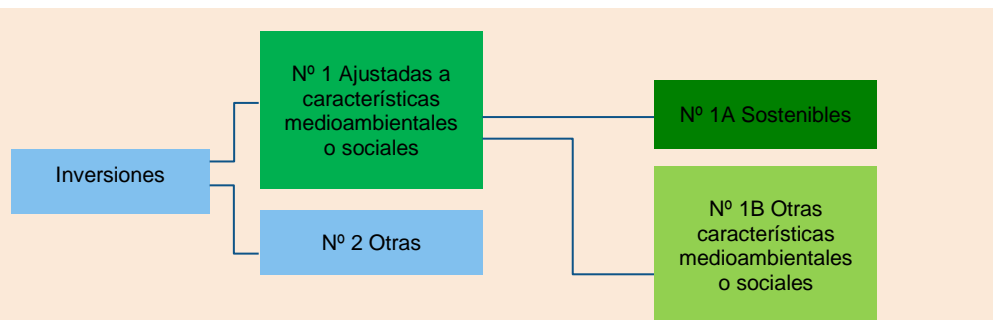 Inversiones
Nº 1 Ajustadas a
características
medioambientales
o sociales
Nº 2 Otras
Nº 1A Sostenibles
Nº 1B Otras
características
medioambientales
o sociales